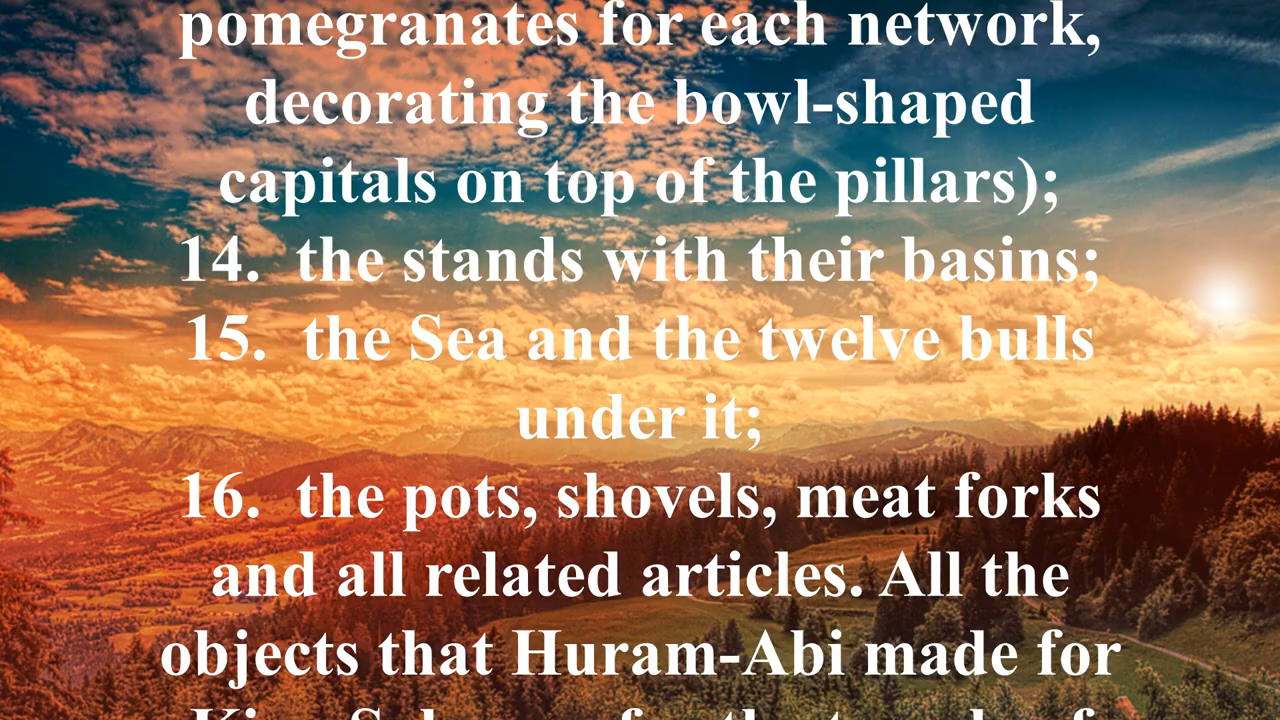 pomegranates for each network,
decorating the bowl-shaped
capitals on top of the pillars);
14. the stands with their basins;
15. the Sea and the twelve bulls
under it;
16. the pots, shovels, meat forks
and all related articles. All the
objects that Huram-Abi made for